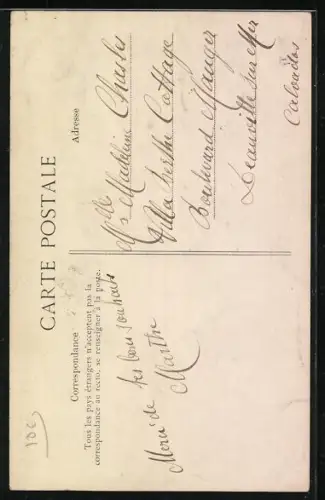 CARTE POSTALE
Correspondance
Tous les pays étrangers n'acceptent pas la
correspondance au recto, se renseigner à la poste.
Adresse
Merci de tes bons souhaits
Marthe
Mlle Madeleine Charles
Villa Berthe Cottage
Boulevard Mauger
Deauville sur Mer
Calvados
10c